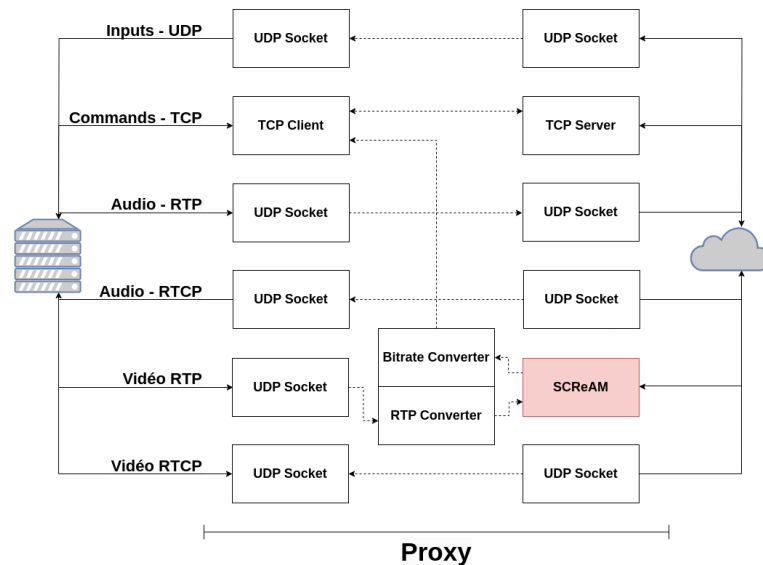 Inputs - UDP
UDP Socket
UDP Socket
Commands - TCP
TCP Client
TCP Server
Audio - RTP
UDP Socket
UDP Socket
Audio - RTCP
UDP Socket
UDP Socket
Bitrate Converter
Vidéo RTP
UDP Socket
SCReAM
RTP Converter
Vidéo RTCP
UDP Socket
UDP Socket
Proxy